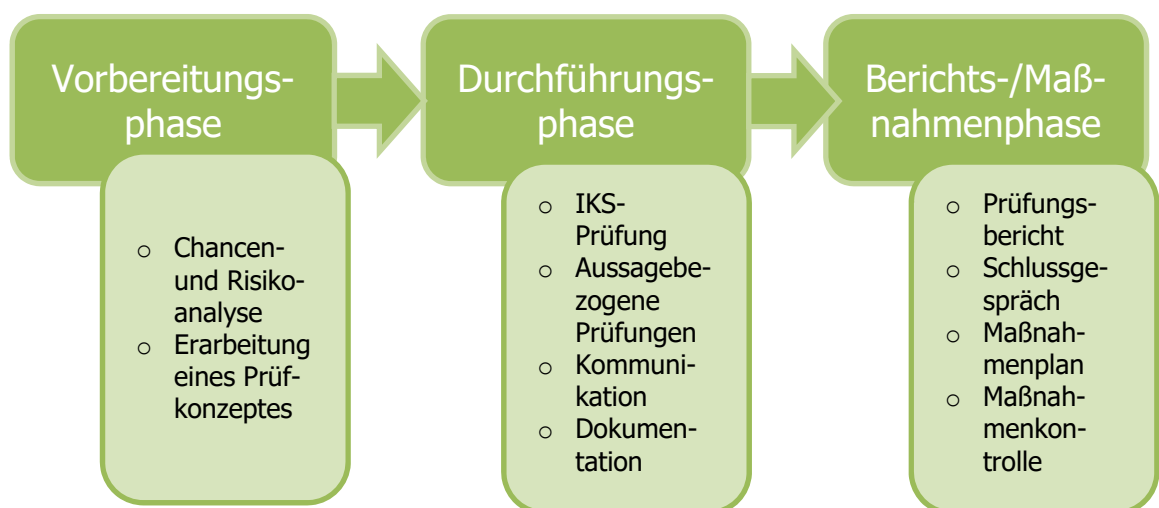 Vorbereitungs-
phase
o Chancen-
und Risiko-
analyse
o Erarbeitung
eines Prüf-
konzeptes
Durchführungs-
phase
o IKS-
Prüfung
o Aussagebe-
zogene
Prüfungen
o Kommuni-
kation
o Dokumen-
tation
Berichts-/Maß-
nahmenphase
o Prüfungs-
bericht
o Schlussge-
spräch
o Maßnah-
menplan
o Maßnah-
menkon-
trolle